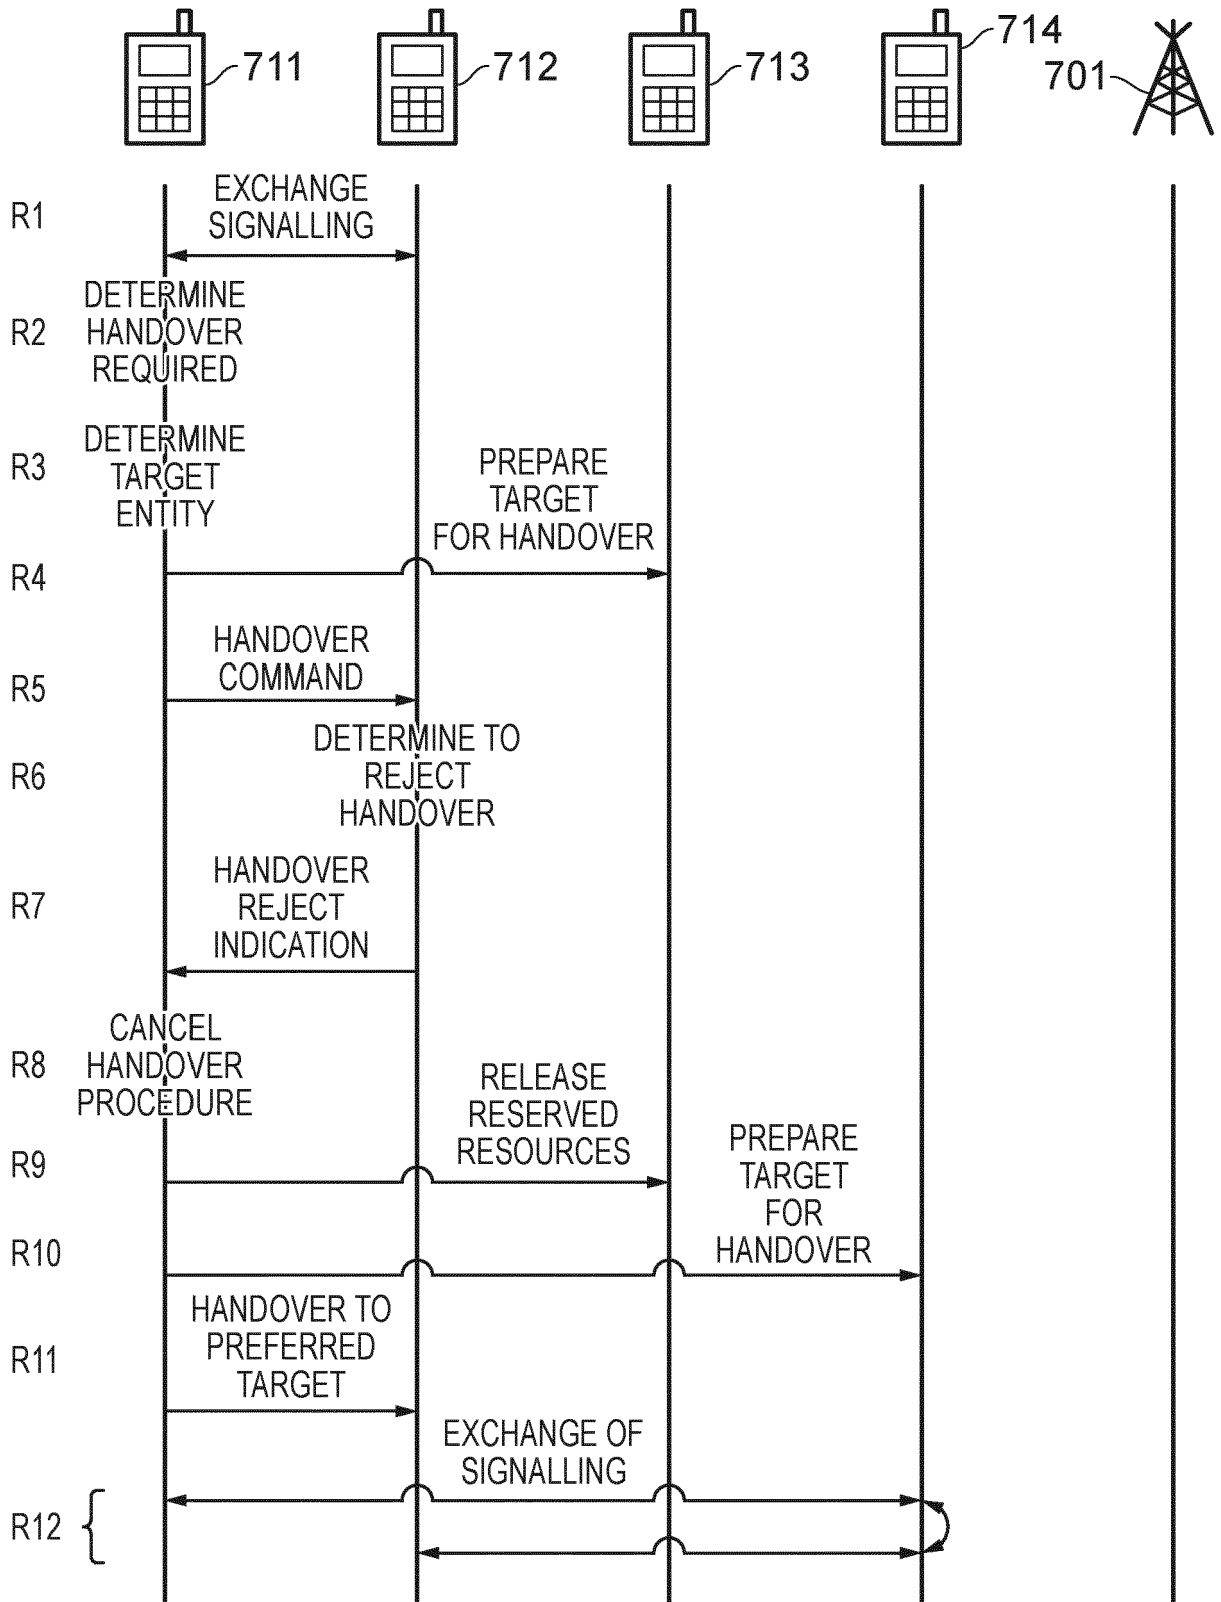 711
712
713
714
701
R1
EXCHANGE
SIGNALLING
R2
DETERMINE
HANDOVER
REQUIRED
R3
DETERMINE
TARGET
ENTITY
PREPARE
TARGET
FOR HANDOVER
R4
R5
HANDOVER
COMMAND
R6
DETERMINE TO
REJECT
HANDOVER
R7
HANDOVER
REJECT
INDICATION
R8
CANCEL
HANDOVER
PROCEDURE
R9
RELEASE
RESERVED
RESOURCES
R10
PREPARE
TARGET
FOR
HANDOVER
R11
HANDOVER TO
PREFERRED
TARGET
R12
EXCHANGE OF
SIGNALLING